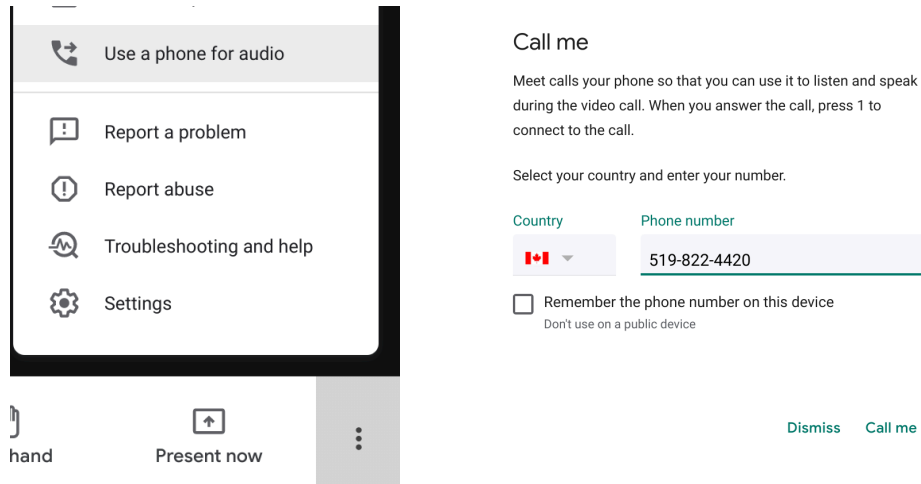 Use a phone for audio
Report a problem
Report abuse
Troubleshooting and help
Settings
hand
Present now
Call me
Meet calls your phone so that you can use it to listen and speak
during the video call. When you answer the call, press 1 to
connect to the call.
Select your country and enter your number.
Country
Phone number
519-822-4420
Remember the phone number on this device
Don't use on a public device
Dismiss
Call me